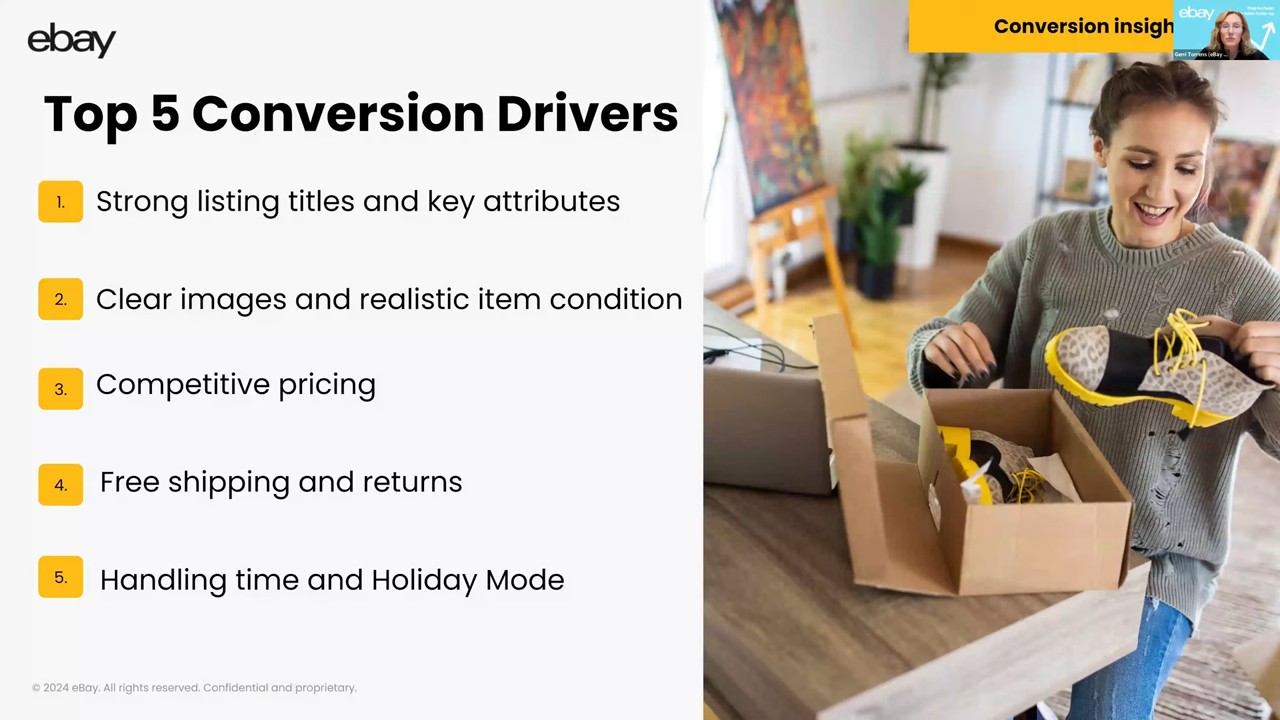 ebay
Conversion insigh
ebay
Top 5 Conversion Drivers
1. Strong listing titles and key attributes
2. Clear images and realistic item condition
3. Competitive pricing
4. Free shipping and returns
5. Handling time and Holiday Mode
© 2024 eBay. All rights reserved. Confidential and proprietary.